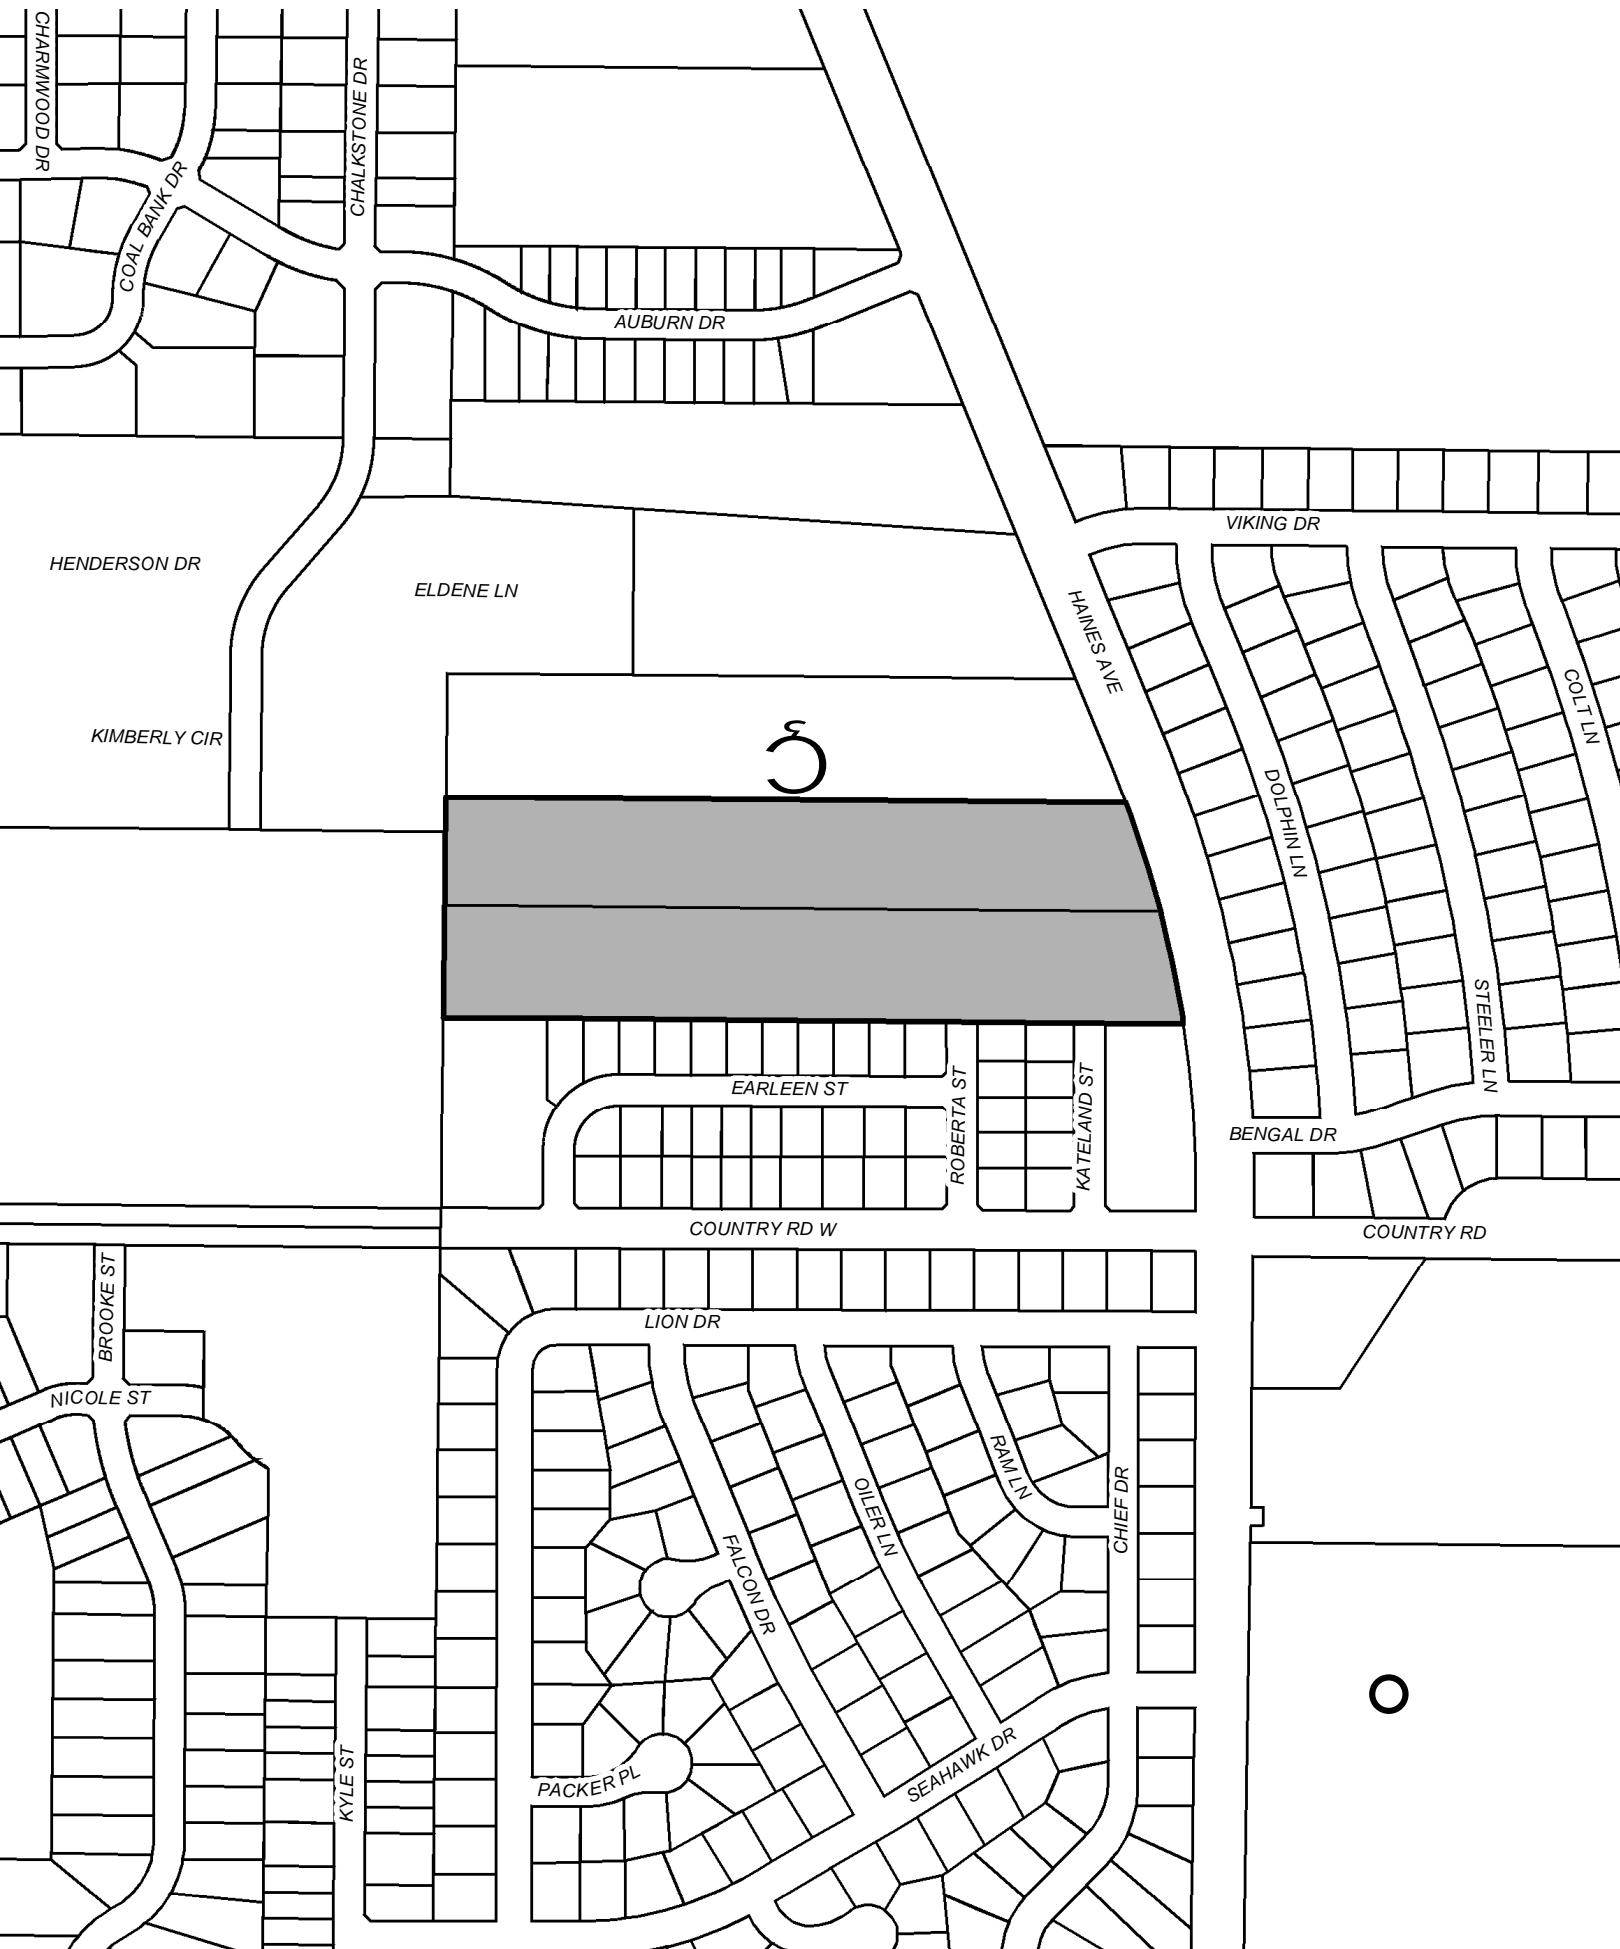 CHARMWOOD DR
CHALKSTONE DR
COAL BANK DR
AUBURN DR
VIKING DR
HENDERSON DR
ELDENE LN
HAINES AVE
COLT LN
KIMBERLY CIR
DOLPHIN LN
STEELER LN
EARLEEN ST
ROBERTA ST
KATELAND ST
BENGAL DR
COUNTRY RD W
COUNTRY RD
BROOKE ST
LION DR
NICOLE ST
RAM LN
CHIEF DR
OILER LN
FALCON DR
SEAHAWK DR
KYLE ST
PACKER PL